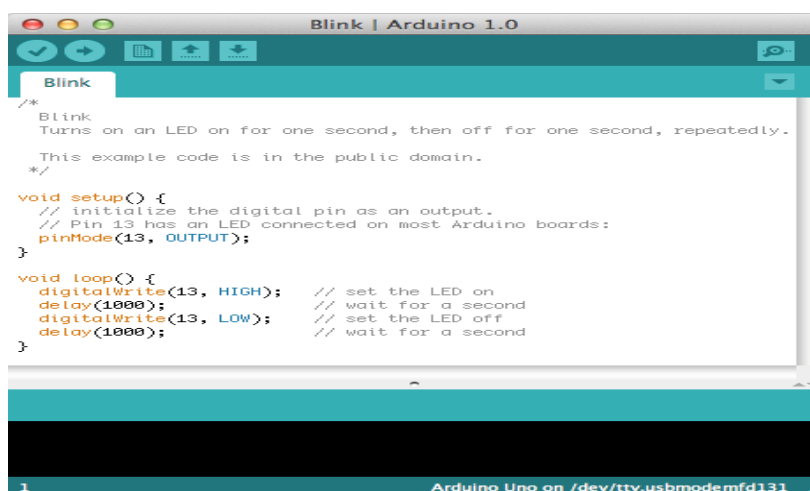 Blink | Arduino 1.0
Blink
/*
  Blink
  Turns on an LED on for one second, then off for one second, repeatedly.

  This example code is in the public domain.
 */

void setup() {
  // initialize the digital pin as an output.
  // Pin 13 has an LED connected on most Arduino boards:
  pinMode(13, OUTPUT);
}

void loop() {
  digitalWrite(13, HIGH);   // set the LED on
  delay(1000);              // wait for a second
  digitalWrite(13, LOW);    // set the LED off
  delay(1000);              // wait for a second
}
1 Arduino Uno on /dev/tty.usbmodemfd131